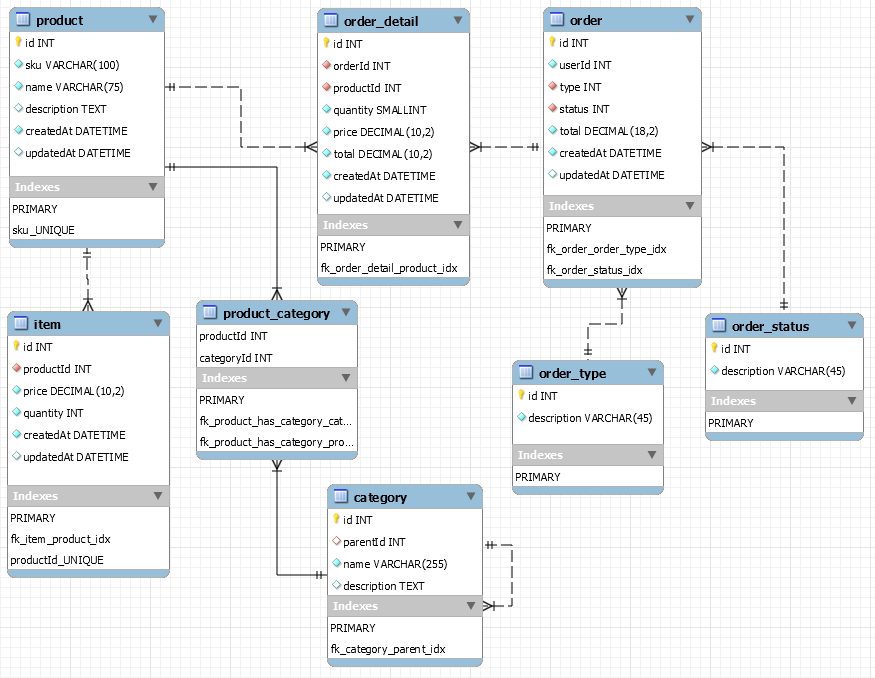 product
id INT
sku VARCHAR(100)
name VARCHAR(75)
description TEXT
createdAt DATETIME
updatedAt DATETIME
Indexes
PRIMARY
sku_UNIQUE
order_detail
id INT
orderId INT
productId INT
quantity SMALLINT
price DECIMAL(10,2)
total DECIMAL(10,2)
createdAt DATETIME
updatedAt DATETIME
Indexes
PRIMARY
fk_order_detail_product_idx
order
id INT
userId INT
type INT
status INT
total DECIMAL(18,2)
createdAt DATETIME
updatedAt DATETIME
Indexes
PRIMARY
fk_order_order_type_idx
fk_order_status_idx
item
id INT
productId INT
price DECIMAL(10,2)
quantity INT
createdAt DATETIME
updatedAt DATETIME
Indexes
PRIMARY
fk_item_product_idx
productId_UNIQUE
product_category
productId INT
categoryId INT
Indexes
PRIMARY
fk_product_has_category_cat...
fk_product_has_category_pro...
order_type
id INT
description VARCHAR(45)
Indexes
PRIMARY
order_status
id INT
description VARCHAR(45)
Indexes
PRIMARY
category
id INT
parentId INT
name VARCHAR(255)
description TEXT
Indexes
PRIMARY
fk_category_parent_idx